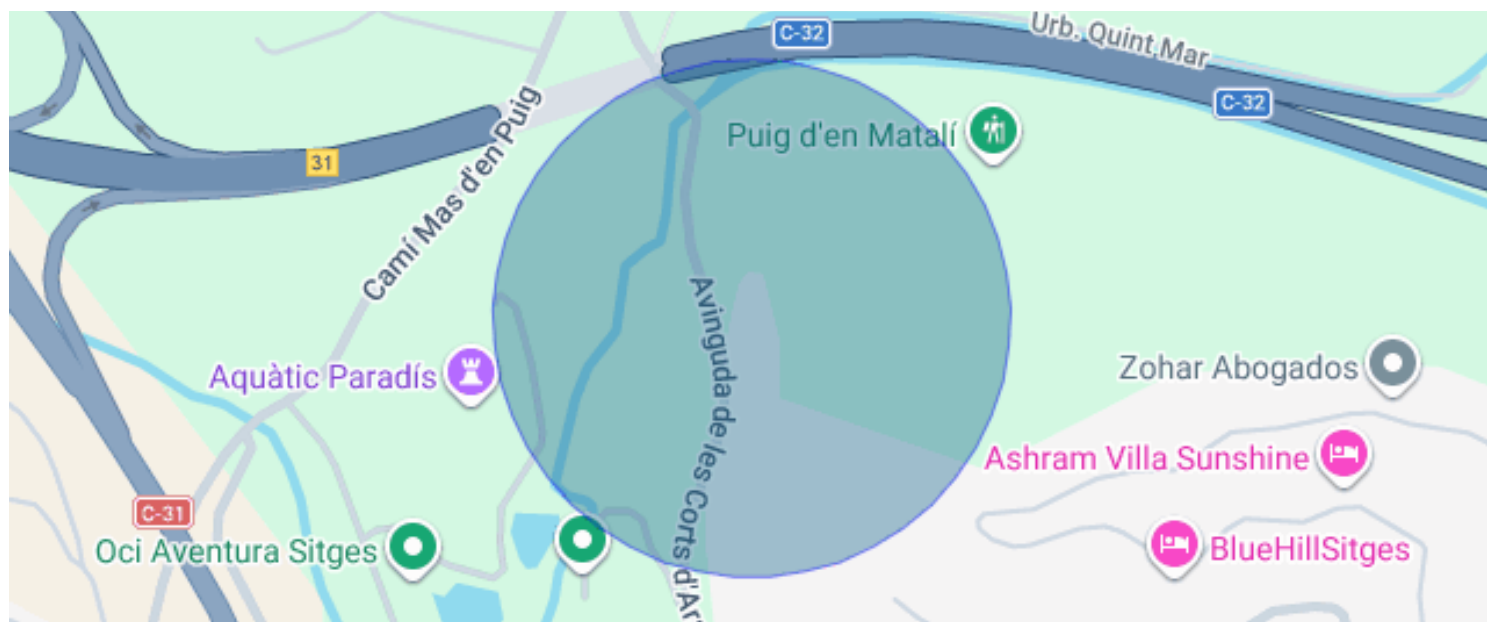 C-32
Urb. Quint Mar
C-32
Puig d'en Matalí
31
Camí Mas d'en Puig
Avinguda de les Corts d'Ar
Aquàtic Paradís
Zohar Abogados
Ashram Villa Sunshine
C-31
Oci Aventura Sitges
BlueHillSitges